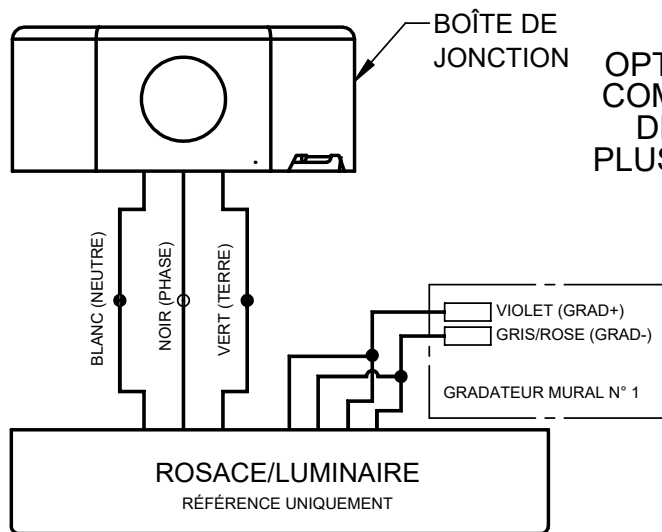 BOÎTE DE
JONCTION
BLANC (NEUTRE)
NOIR (PHASE)
VERT (TERRE)
VIOLET (GRAD+)
GRIS/ROSE (GRAD-)
GRADATEUR MURAL N° 1
ROSACE/LUMINAIRE
RÉFÉRENCE UNIQUEMENT